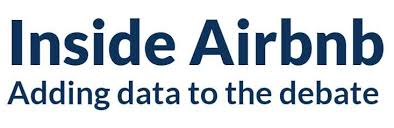 Inside Airbnb
Adding data to the debate